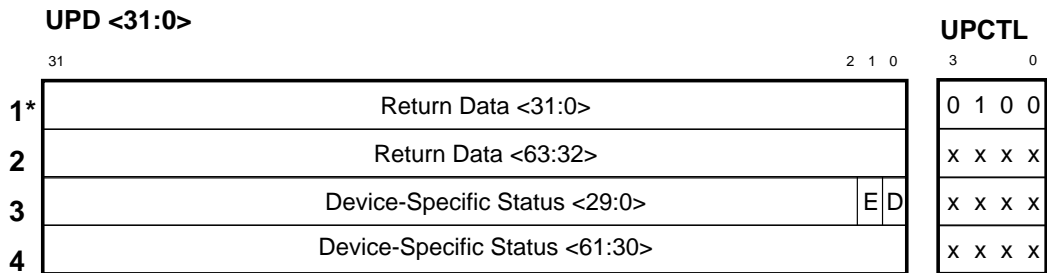 UPD <31:0> UPCTL
31 2 1 0 3 0
1* Return Data <31:0> 0 1 0 0
2 Return Data <63:32> x x x x
3 Device-Specific Status <29:0> E D x x x x
4 Device-Specific Status <61:30> x x x x